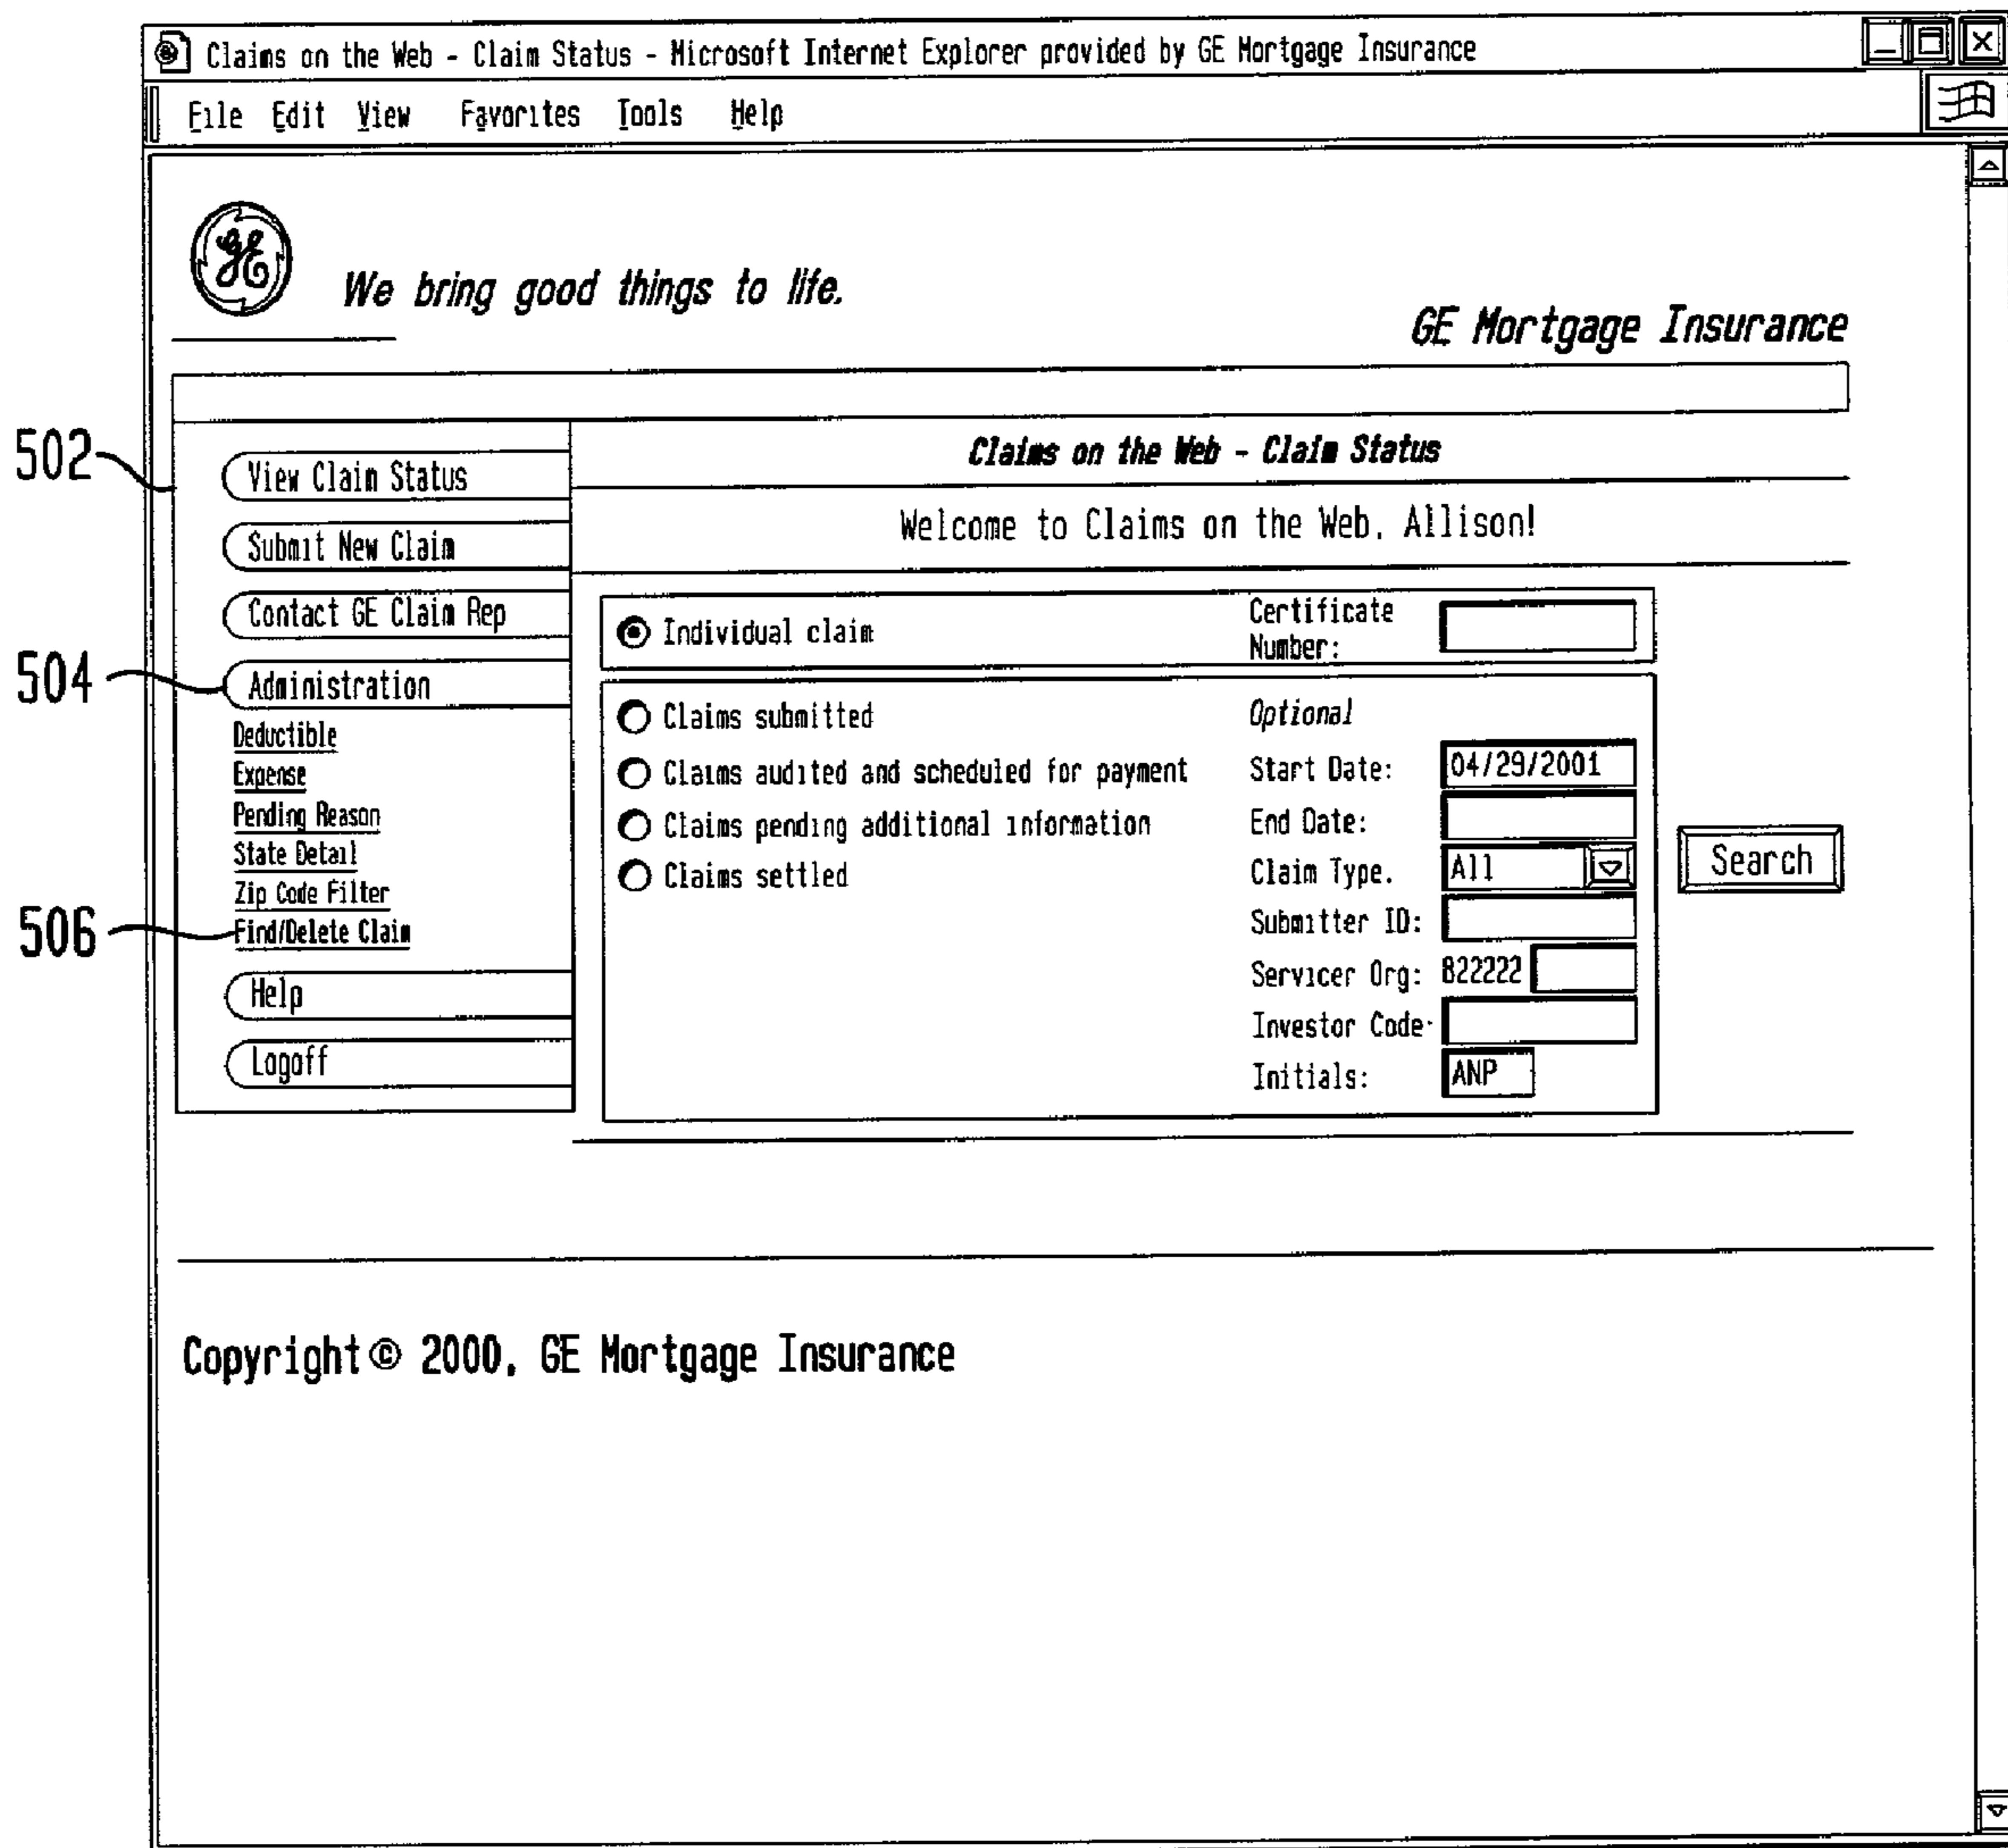 Claims on the Web - Claim Status - Microsoft Internet Explorer provided by GE Mortgage Insurance
File Edit View Favorites Tools Help
GE
We bring good things to life.
GE Mortgage Insurance
502
View Claim Status
Submit New Claim
Contact GE Claim Rep
504
Administration
Deductible
Expense
Pending Reason
State Detail
Zip Code Filter
506
Find/Delete Claim
Help
Logoff
Claims on the Web - Claim Status
Welcome to Claims on the Web, Allison!
Individual claim
Certificate
Number:
Claims submitted
Claims audited and scheduled for payment
Claims pending additional information
Claims settled
Optional
Start Date: 04/29/2001
End Date:
Claim Type. All
Submitter ID:
Servicer Org: 822222
Investor Code·
Initials: ANP
Search
Copyright © 2000, GE Mortgage Insurance